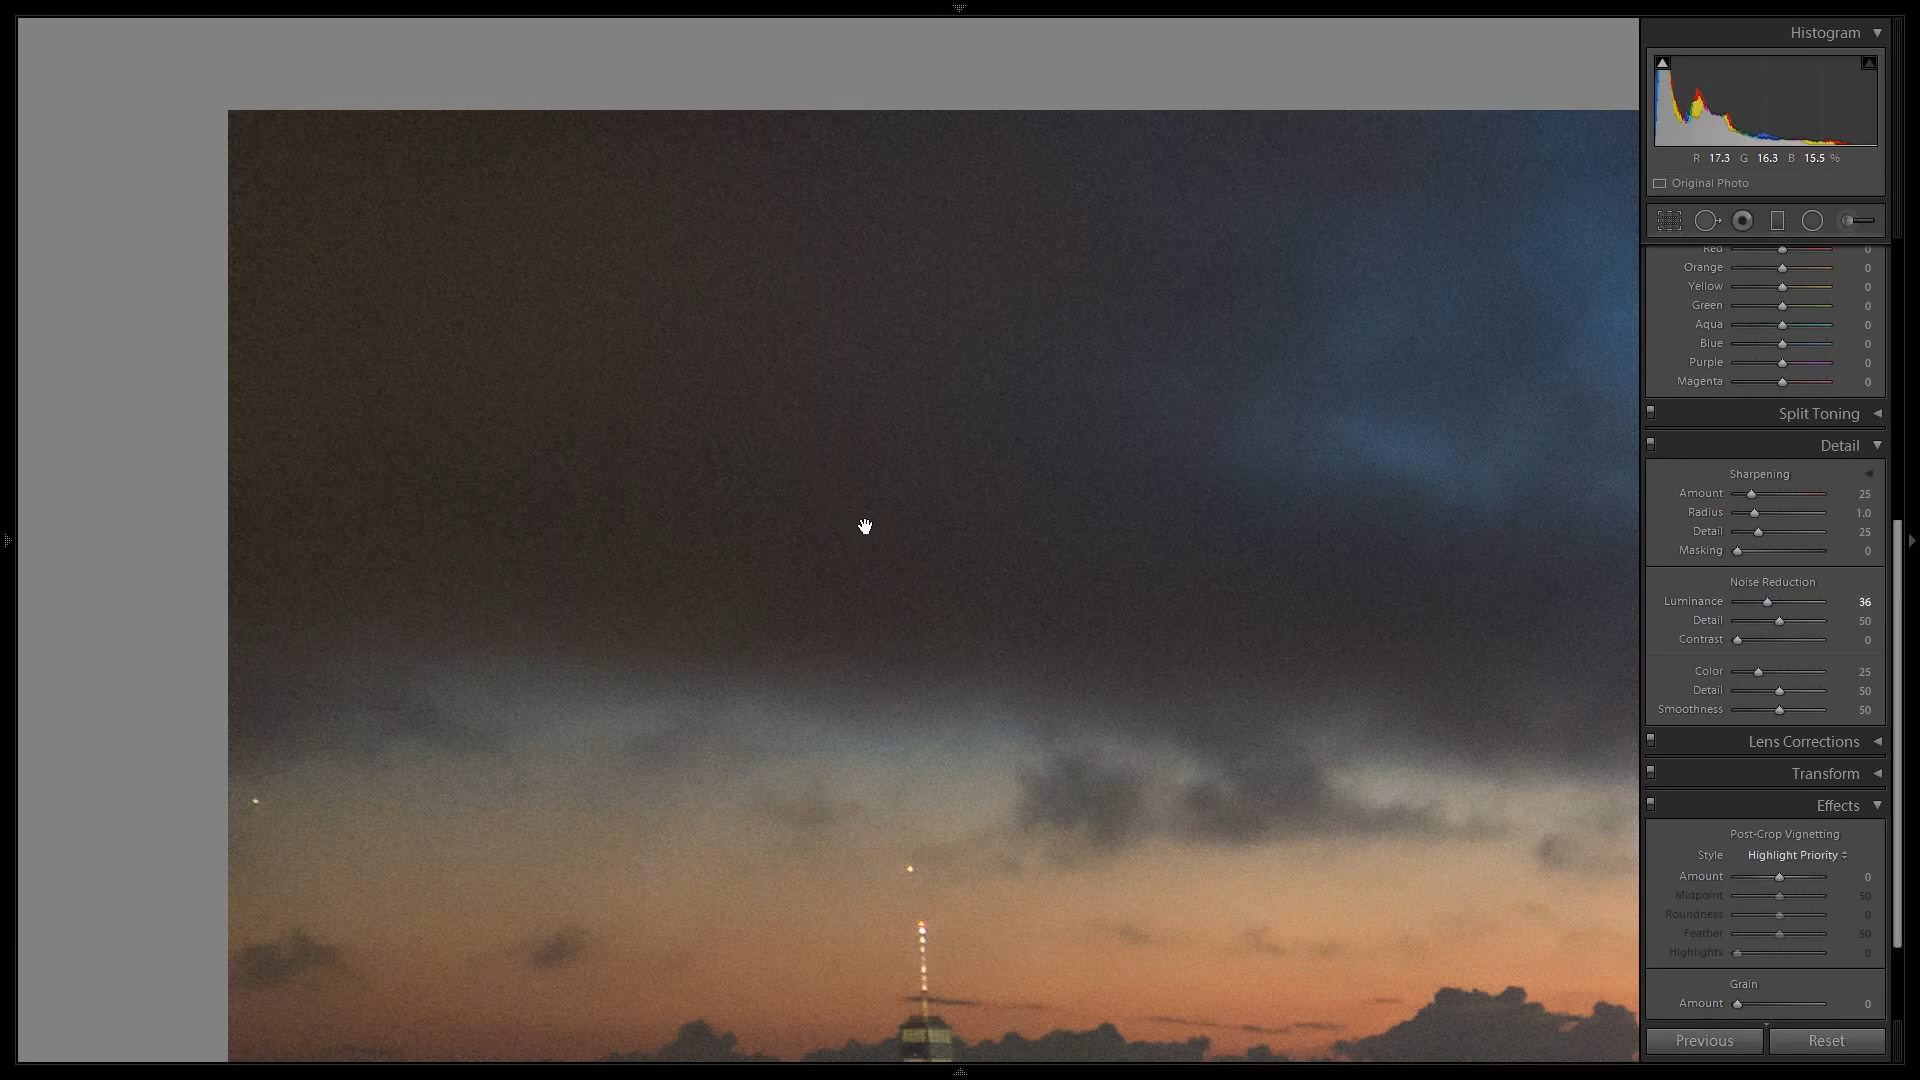 Histogram
R 17.3 G 16.3 B 15.5 %
Original Photo
Red 0
Orange 0
Yellow 0
Green 0
Aqua 0
Blue 0
Purple 0
Magenta 0
Split Toning
Detail
Sharpening
Amount 25
Radius 1.0
Detail 25
Masking 0
Noise Reduction
Luminance 36
Detail 50
Contrast 0
Color 25
Detail 50
Smoothness 50
Lens Corrections
Transform
Effects
Post-Crop Vignetting
Style Highlight Priority
Amount 0
Midpoint 50
Roundness 0
Feather 50
Highlights 0
Grain
Amount 0
Previous Reset